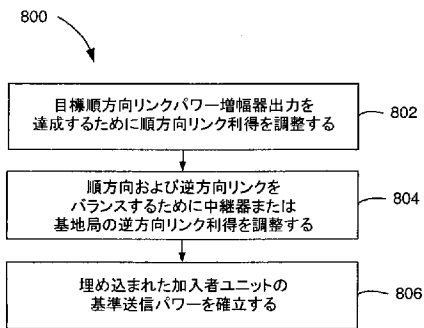 800
目標順方向リンクパワー増幅器出力を
達成するために順方向リンク利得を調整する
802
順方向および逆方向リンクを
バランスするために中継器または
基地局の逆方向リンク利得を調整する
804
埋め込まれた加入者ユニットの
基準送信パワーを確立する
806